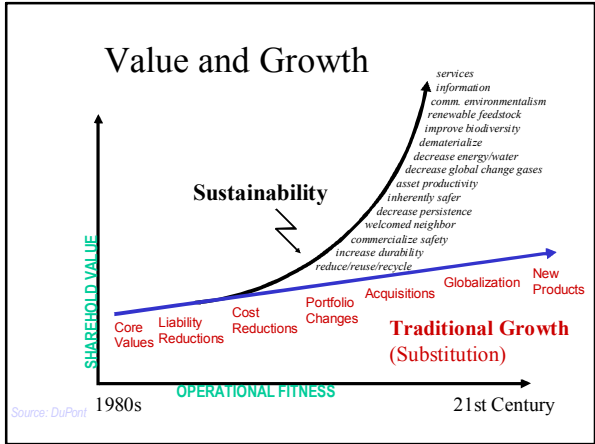 Value and Growth
services
information
comm. environmentalism
renewable feedstock
improve biodiversity
dematerialize
decrease energy/water
decrease global change gases
asset productivity
inherently safer
decrease persistence
welcomed neighbor
commercialize safety
increase durability
reduce/reuse/recycle
Sustainability
SHAREHOLD VALUE
Core
Values
Liability
Reductions
Cost
Reductions
Portfolio
Changes
Acquisitions
Globalization
New
Products
Traditional Growth
(Substitution)
OPERATIONAL FITNESS
Source: DuPont
1980s
21st Century